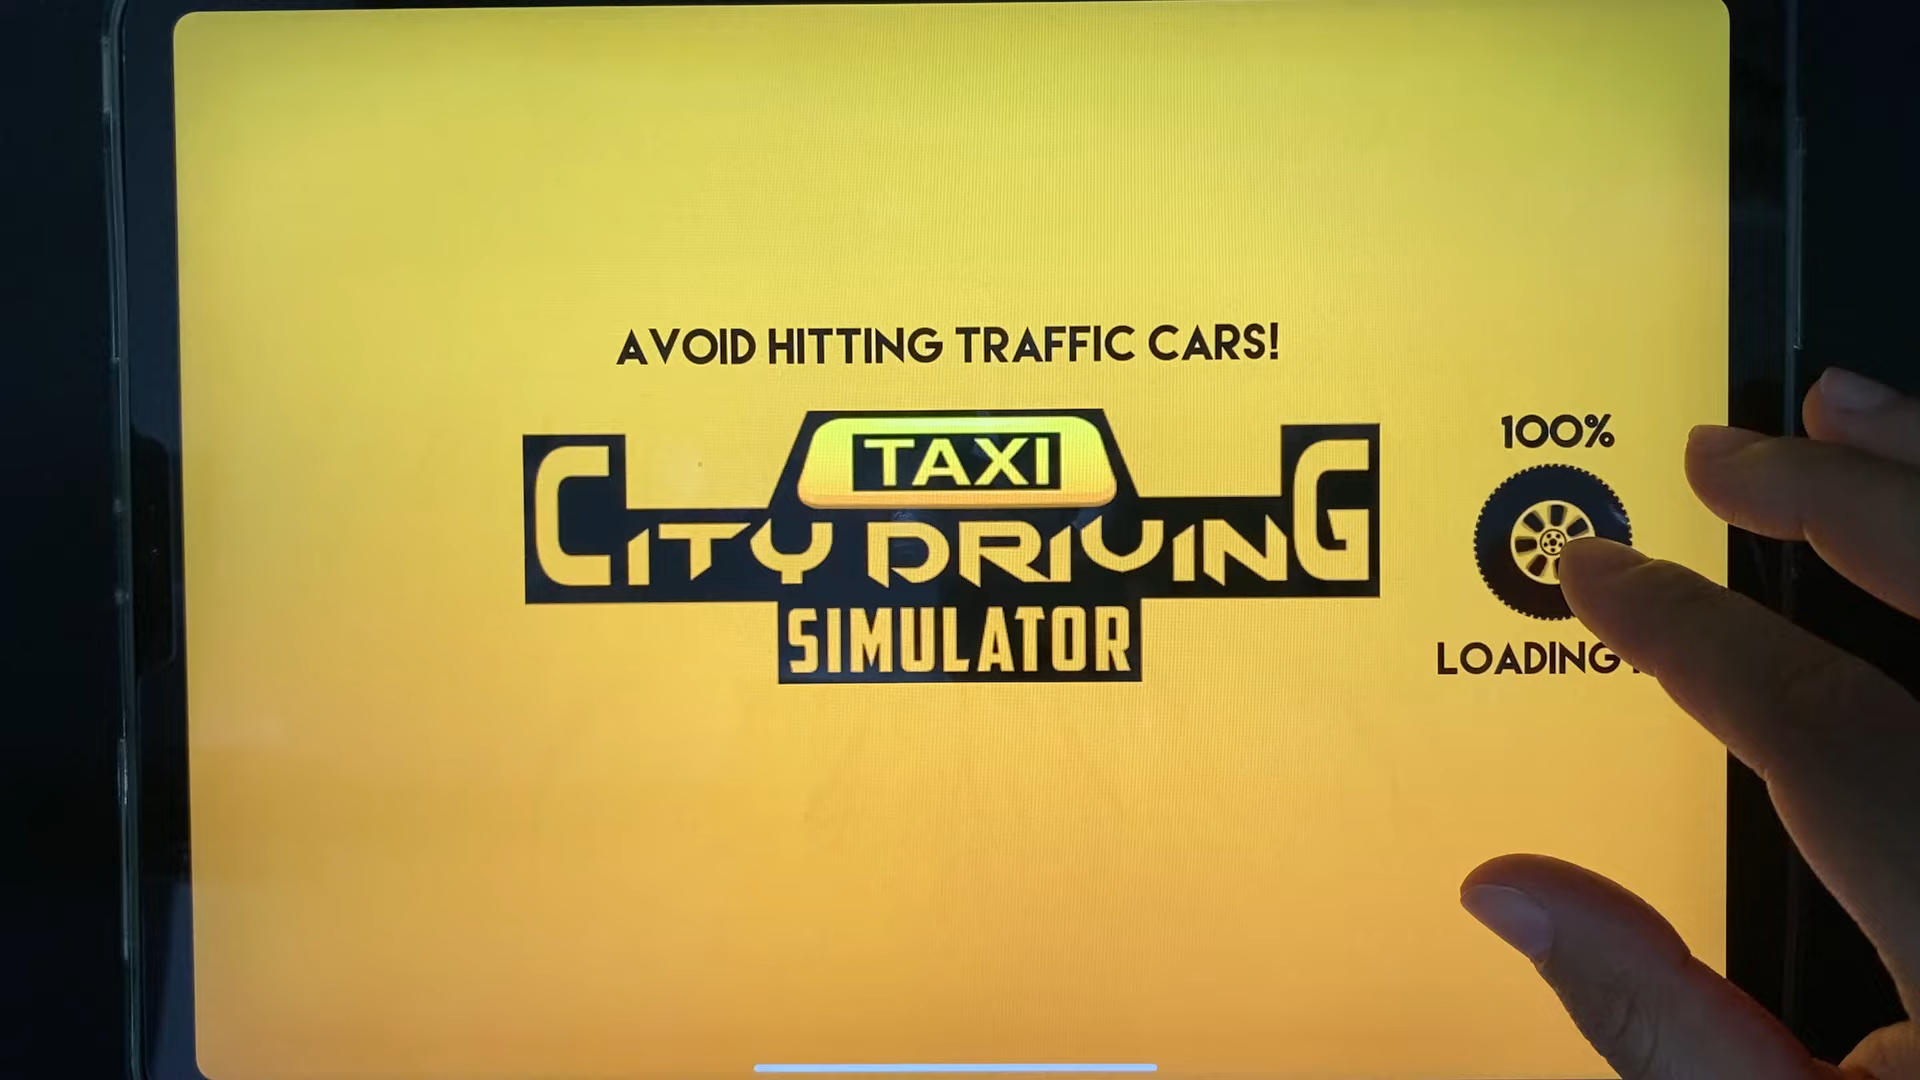 AVOID HITTING TRAFFIC CARS!
TAXI
CITY DRIVING
SIMULATOR
100%
LOADING